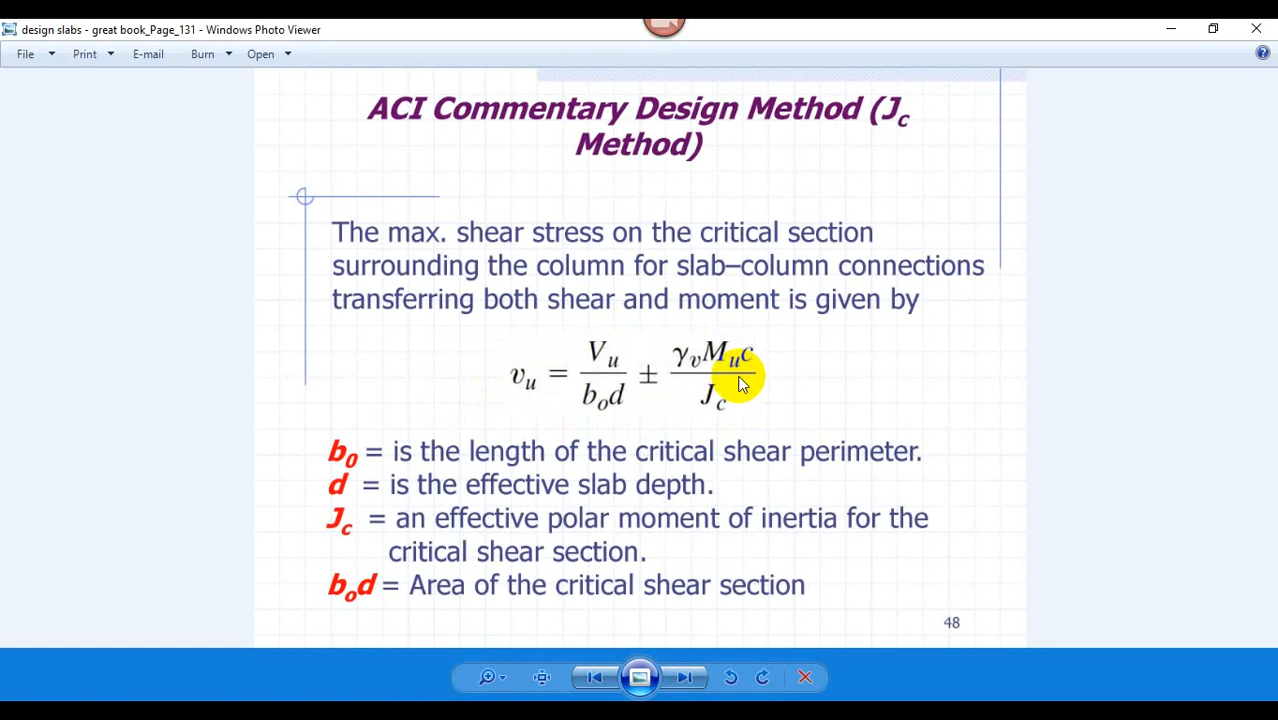 design slabs - great book_Page_131 - Windows Photo Viewer
File Print E-mail Burn Open
ACI Commentary Design Method (Jc
Method)
The max. shear stress on the critical section
surrounding the column for slab–column connections
transferring both shear and moment is given by
vu = Vu / bod ± γvMuc / Jc
b0 = is the length of the critical shear perimeter.
d = is the effective slab depth.
Jc = an effective polar moment of inertia for the
critical shear section.
bod = Area of the critical shear section
48